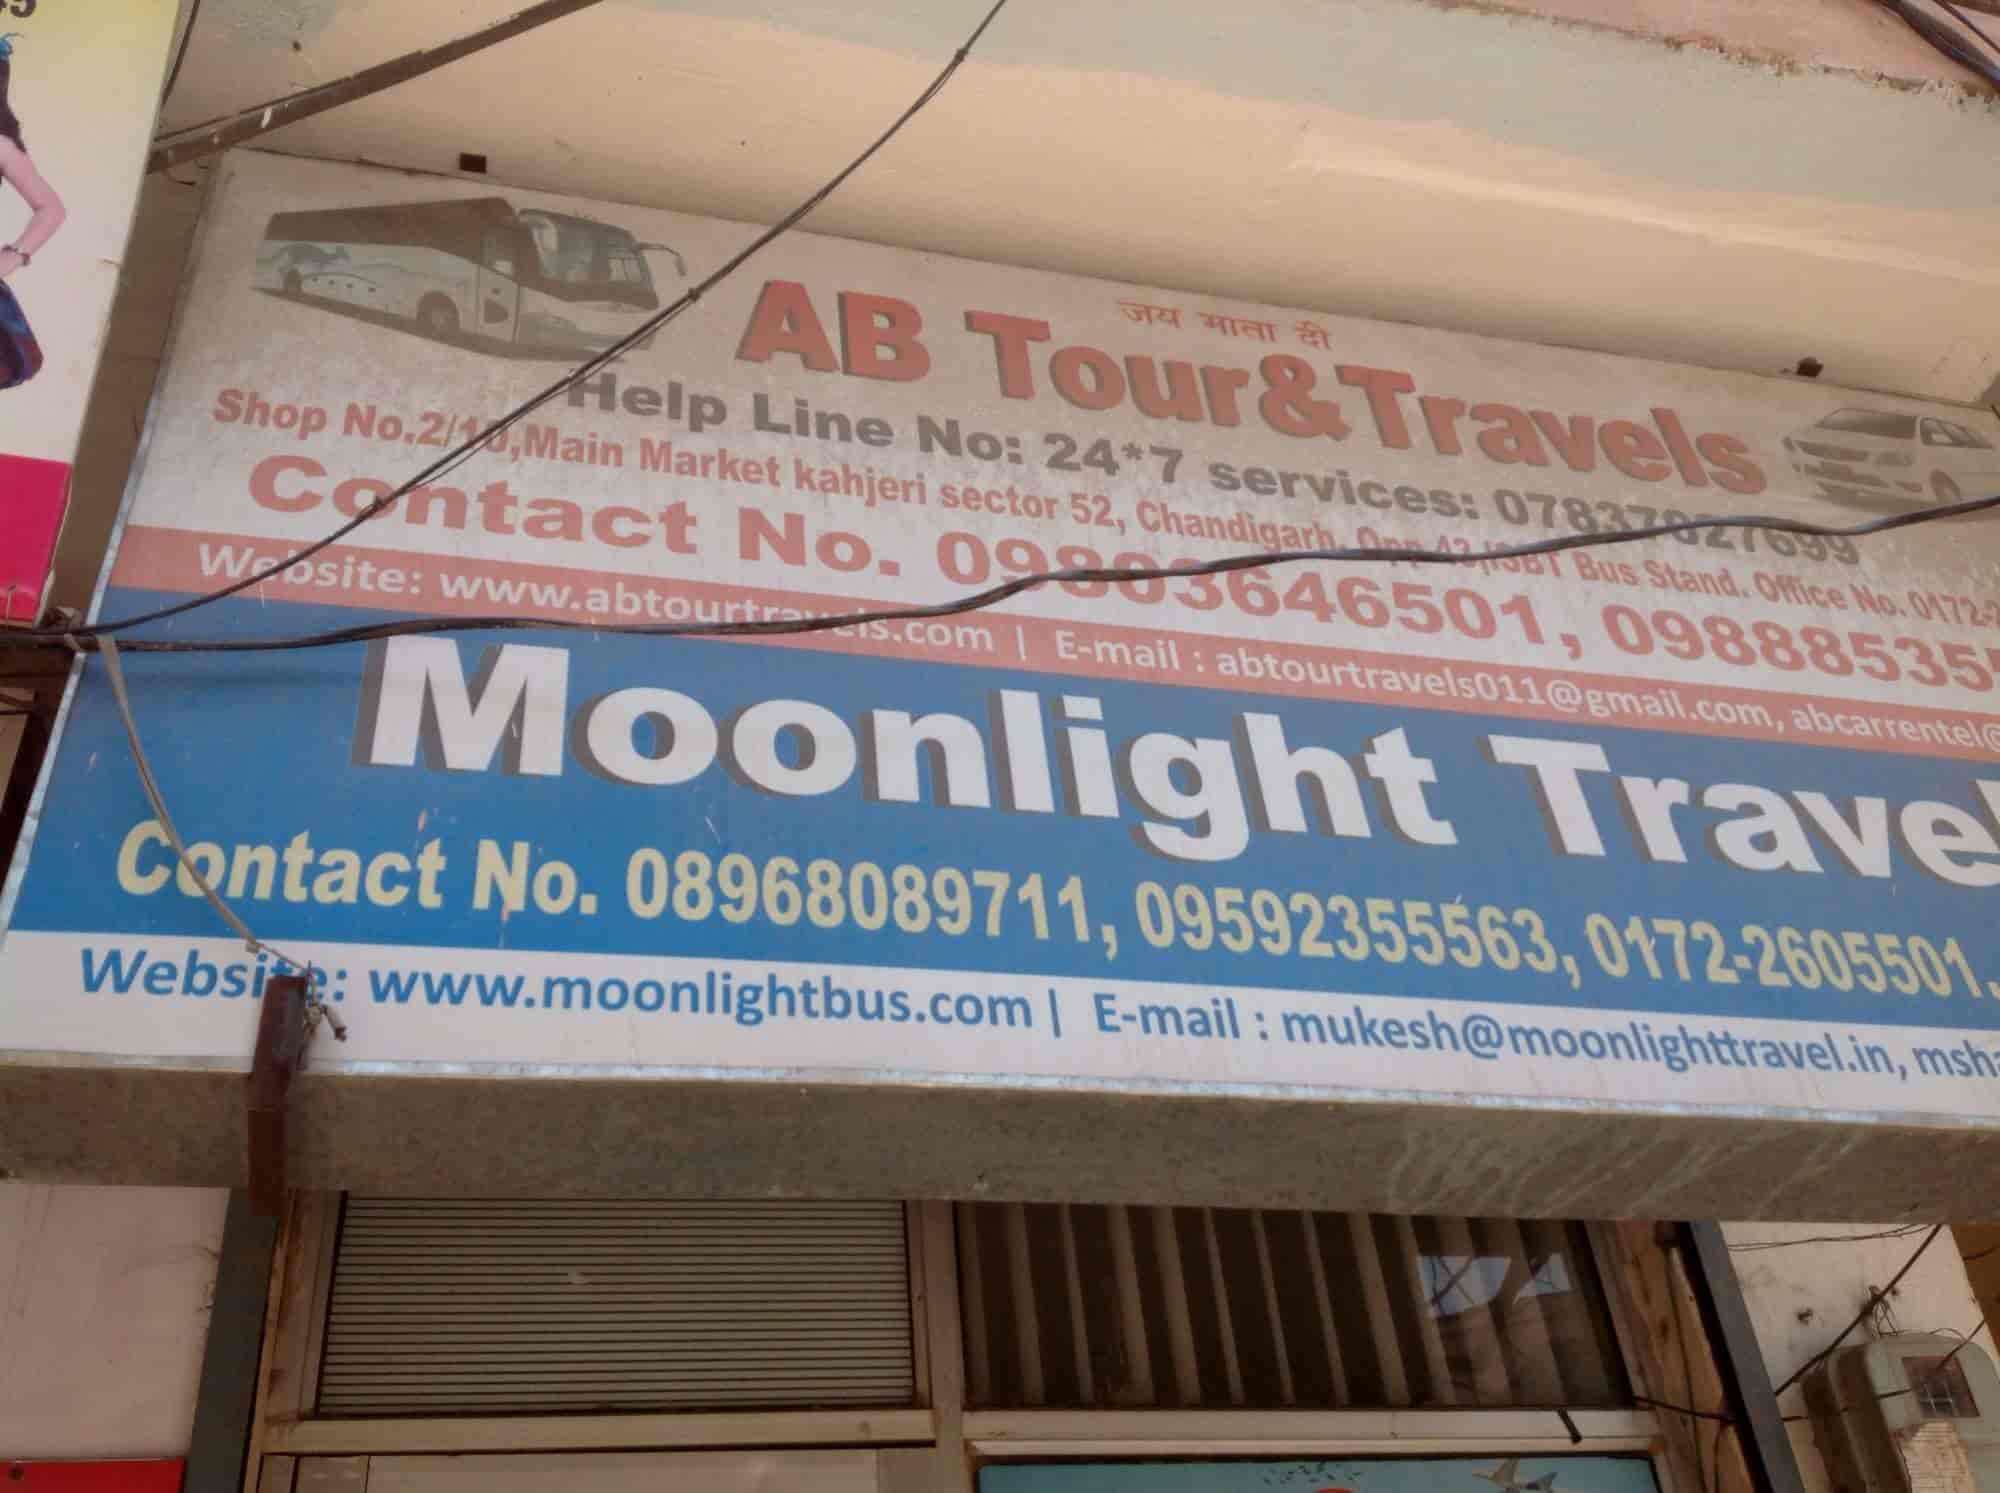 जय माता दी
AB Tour&Travels
Help Line No: 24*7 services: 07837827699
Shop No.2/10,Main Market kahjeri sector 52, Chandigarh. Opp 43,ISBT Bus Stand. Office No. 0172-2
Contact No. 09803646501, 098885355
Website: www.abtourtravels.com | E-mail : abtourtravels011@gmail.com, abcarrentel@
Moonlight Travel
Contact No. 08968089711, 09592355563, 0172-2605501.
Website: www.moonlightbus.com | E-mail : mukesh@moonlighttravel.in, msha